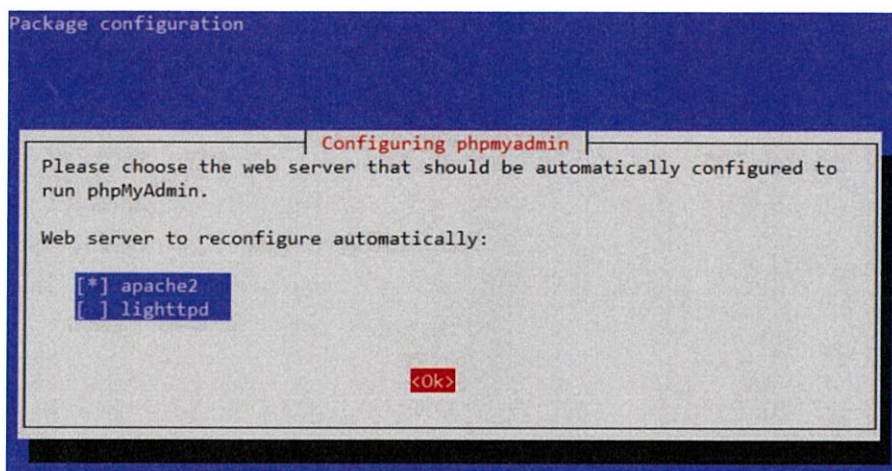 Package configuration
Configuring phpmyadmin
Please choose the web server that should be automatically configured to
run phpMyAdmin.
Web server to reconfigure automatically:
[*] apache2
[ ] lighttpd
<Ok>